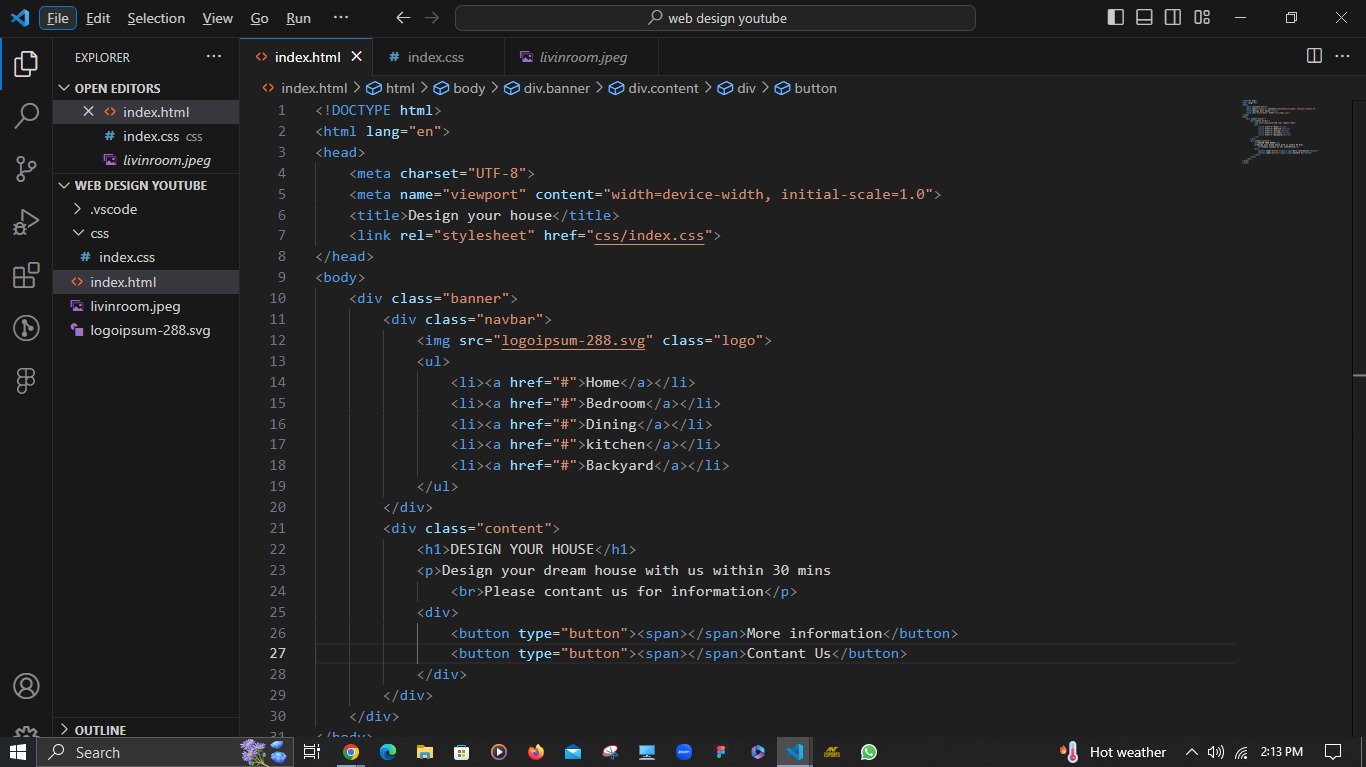 File Edit Selection View Go Run ··· web design youtube
EXPLORER ···
OPEN EDITORS
index.html
index.css css
livinroom.jpeg
WEB DESIGN YOUTUBE
.vscode
css
index.css
index.html
livinroom.jpeg
logoipsum-288.svg
OUTLINE
index.html index.css livinroom.jpeg
index.html > html > body > div.banner > div.content > div > button
1 <!DOCTYPE html>
2 <html lang="en">
3 <head>
4 <meta charset="UTF-8">
5 <meta name="viewport" content="width=device-width, initial-scale=1.0">
6 <title>Design your house</title>
7 <link rel="stylesheet" href="css/index.css">
8 </head>
9 <body>
10 <div class="banner">
11 <div class="navbar">
12 <img src="logoipsum-288.svg" class="logo">
13 <ul>
14 <li><a href="#">Home</a></li>
15 <li><a href="#">Bedroom</a></li>
16 <li><a href="#">Dining</a></li>
17 <li><a href="#">kitchen</a></li>
18 <li><a href="#">Backyard</a></li>
19 </ul>
20 </div>
21 <div class="content">
22 <h1>DESIGN YOUR HOUSE</h1>
23 <p>Design your dream house with us within 30 mins
24 <br>Please contant us for information</p>
25 <div>
26 <button type="button"><span></span>More information</button>
27 <button type="button"><span></span>Contant Us</button>
28 </div>
29 </div>
30 </div>
31 </body>
Search Hot weather 2:13 PM